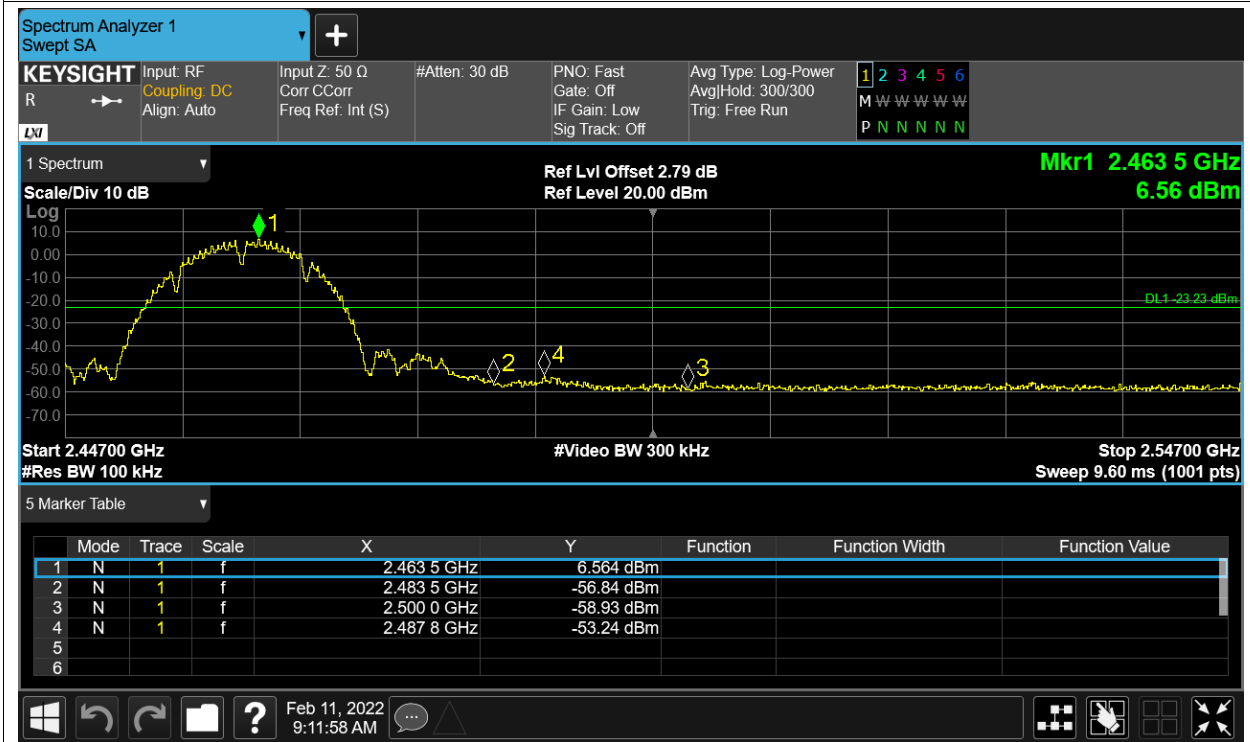 Spectrum Analyzer 1
Swept SA
KEYSIGHT Input: RF Input Z: 50 Ω #Atten: 30 dB PNO: Fast Avg Type: Log-Power 1 2 3 4 5 6
R Coupling: DC Corr CCorr Gate: Off Avg|Hold: 300/300 M W W W W W
Align: Auto Freq Ref: Int (S) IF Gain: Low Trig: Free Run
LXI Sig Track: Off P N N N N N
1 Spectrum Ref Lvl Offset 2.79 dB Mkr1 2.463 5 GHz
Scale/Div 10 dB Ref Level 20.00 dBm 6.56 dBm
Log
1
10.0
0.00
-10.0
-20.0 DL1 -23.23 dBm
-30.0
-40.0
2 4 3
-50.0
-60.0
-70.0
Start 2.44700 GHz #Video BW 300 kHz Stop 2.54700 GHz
#Res BW 100 kHz Sweep 9.60 ms (1001 pts)
5 Marker Table
Mode Trace Scale X Y Function Function Width Function Value
1 N 1 f 2.463 5 GHz 6.564 dBm
2 N 1 f 2.483 5 GHz -56.84 dBm
3 N 1 f 2.500 0 GHz -58.93 dBm
4 N 1 f 2.487 8 GHz -53.24 dBm
5
6
? Feb 11, 2022
9:11:58 AM